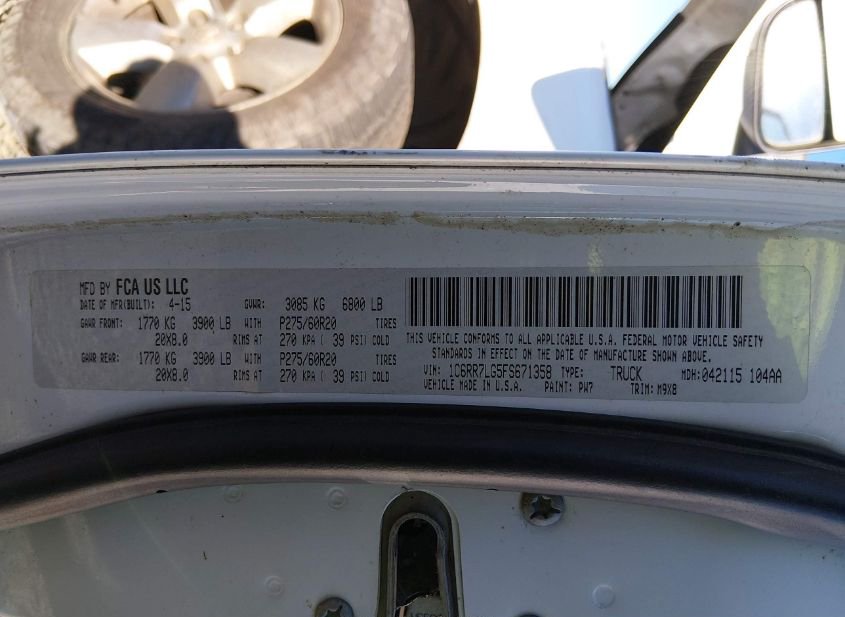 MFD BY FCA US LLC
DATE OF MFR(BUILT): 4-15 GVWR: 3085 KG 6800 LB
GAWR FRONT: 1770 KG 3900 LB WITH P275/60R20 TIRES
20X8.0 RIMS AT 270 KPA ( 39 PSI) COLD
GAWR REAR: 1770 KG 3900 LB WITH P275/60R20 TIRES
20X8.0 RIMS AT 270 KPA ( 39 PSI) COLD
THIS VEHICLE CONFORMS TO ALL APPLICABLE U.S.A. FEDERAL MOTOR VEHICLE SAFETY
STANDARDS IN EFFECT ON THE DATE OF MANUFACTURE SHOWN ABOVE.
VIN: 1C6RR7LG5FS671358 TYPE: TRUCK MDH: 042115 104AA
VEHICLE MADE IN U.S.A. PAINT: PW7 TRIM: M9X8